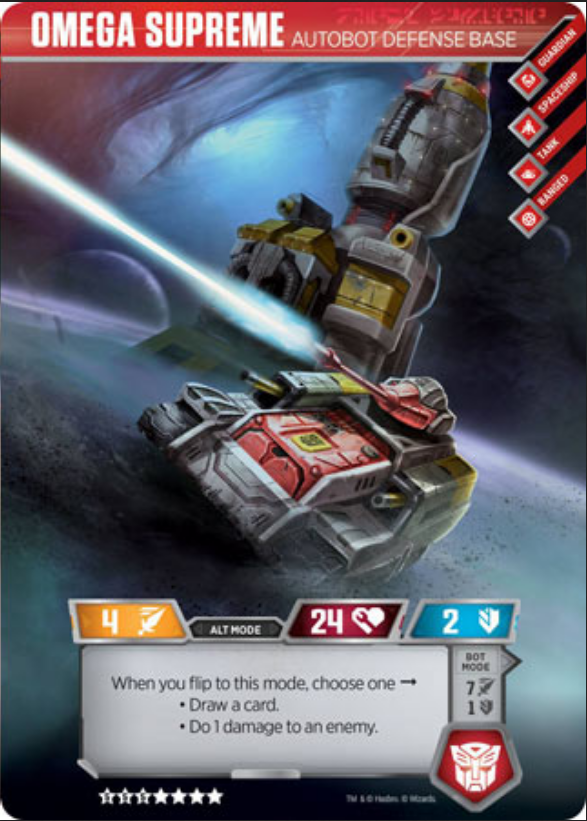 OMEGA SUPREME AUTOBOT DEFENSE BASE
GUARDIAN
SPACESHIP
TANK
RANGED
4
ALT MODE
24
2
When you flip to this mode, choose one →
• Draw a card.
• Do 1 damage to an enemy.
BOT
MODE
7
1
TM & © Hasbro. © Wizards.